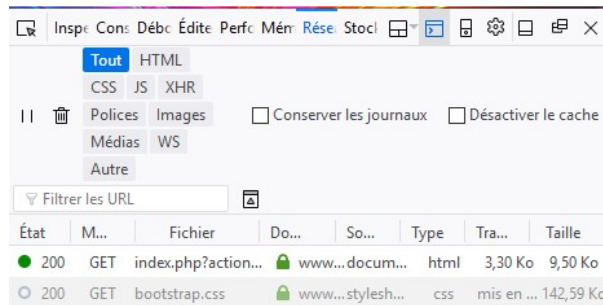 Inspe Cons Débc Édite Perfo Mém Rése Stocl
Tout HTML
CSS JS XHR
Polices Images Conserver les journaux Désactiver le cache
Médias WS
Autre
Filtrer les URL
État M... Fichier Do... So... Type Tra... Taille
200 GET index.php?action... www... docum... html 3,30 Ko 9,50 Ko
200 GET bootstrap.css www... stylesh... css mis en ... 142,59 Ko